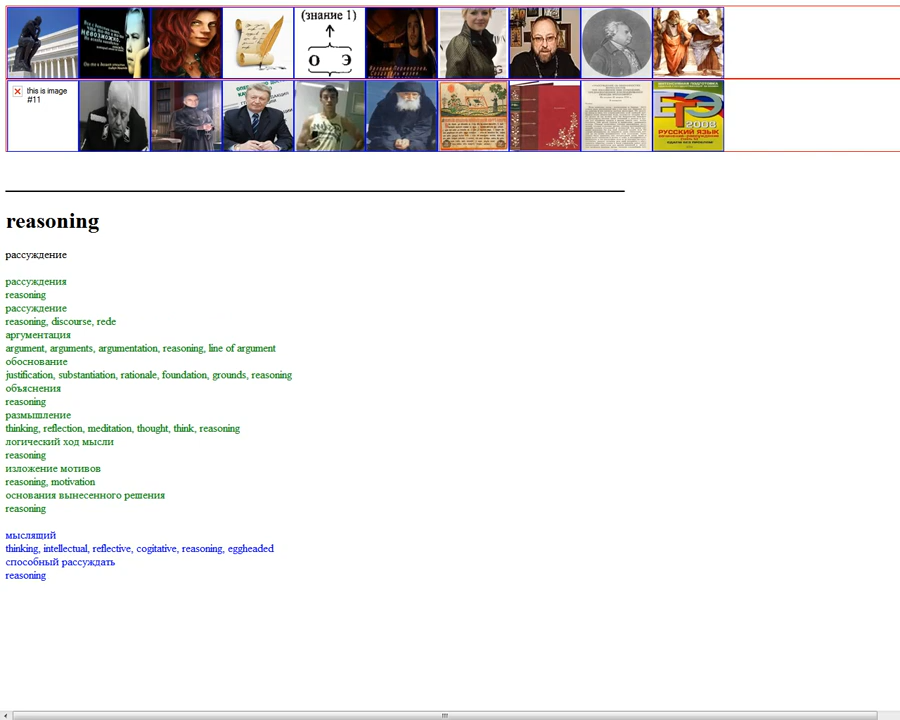 (знание 1)
О Э
this is image
#11
ЕГЭ
2008
РУССКИЙ ЯЗЫК
reasoning
рассуждение
рассуждения
reasoning
рассуждение
reasoning, discourse, rede
аргументация
argument, arguments, argumentation, reasoning, line of argument
обоснование
justification, substantiation, rationale, foundation, grounds, reasoning
объяснения
reasoning
размышление
thinking, reflection, meditation, thought, think, reasoning
логический ход мысли
reasoning
изложение мотивов
reasoning, motivation
основания вынесенного решения
reasoning
мыслящий
thinking, intellectual, reflective, cogitative, reasoning, eggheaded
способный рассуждать
reasoning